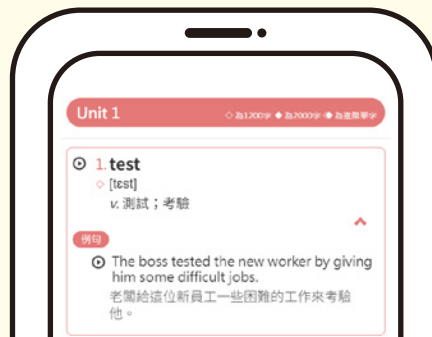 Unit 1 ◇ 為1200字 ◆ 為2000字 ◈ 為進階單字
1. test
◇ [tɛst]
v. 測試；考驗
例句
The boss tested the new worker by giving
him some difficult jobs.
老闆給這位新員工一些困難的工作來考驗
他。